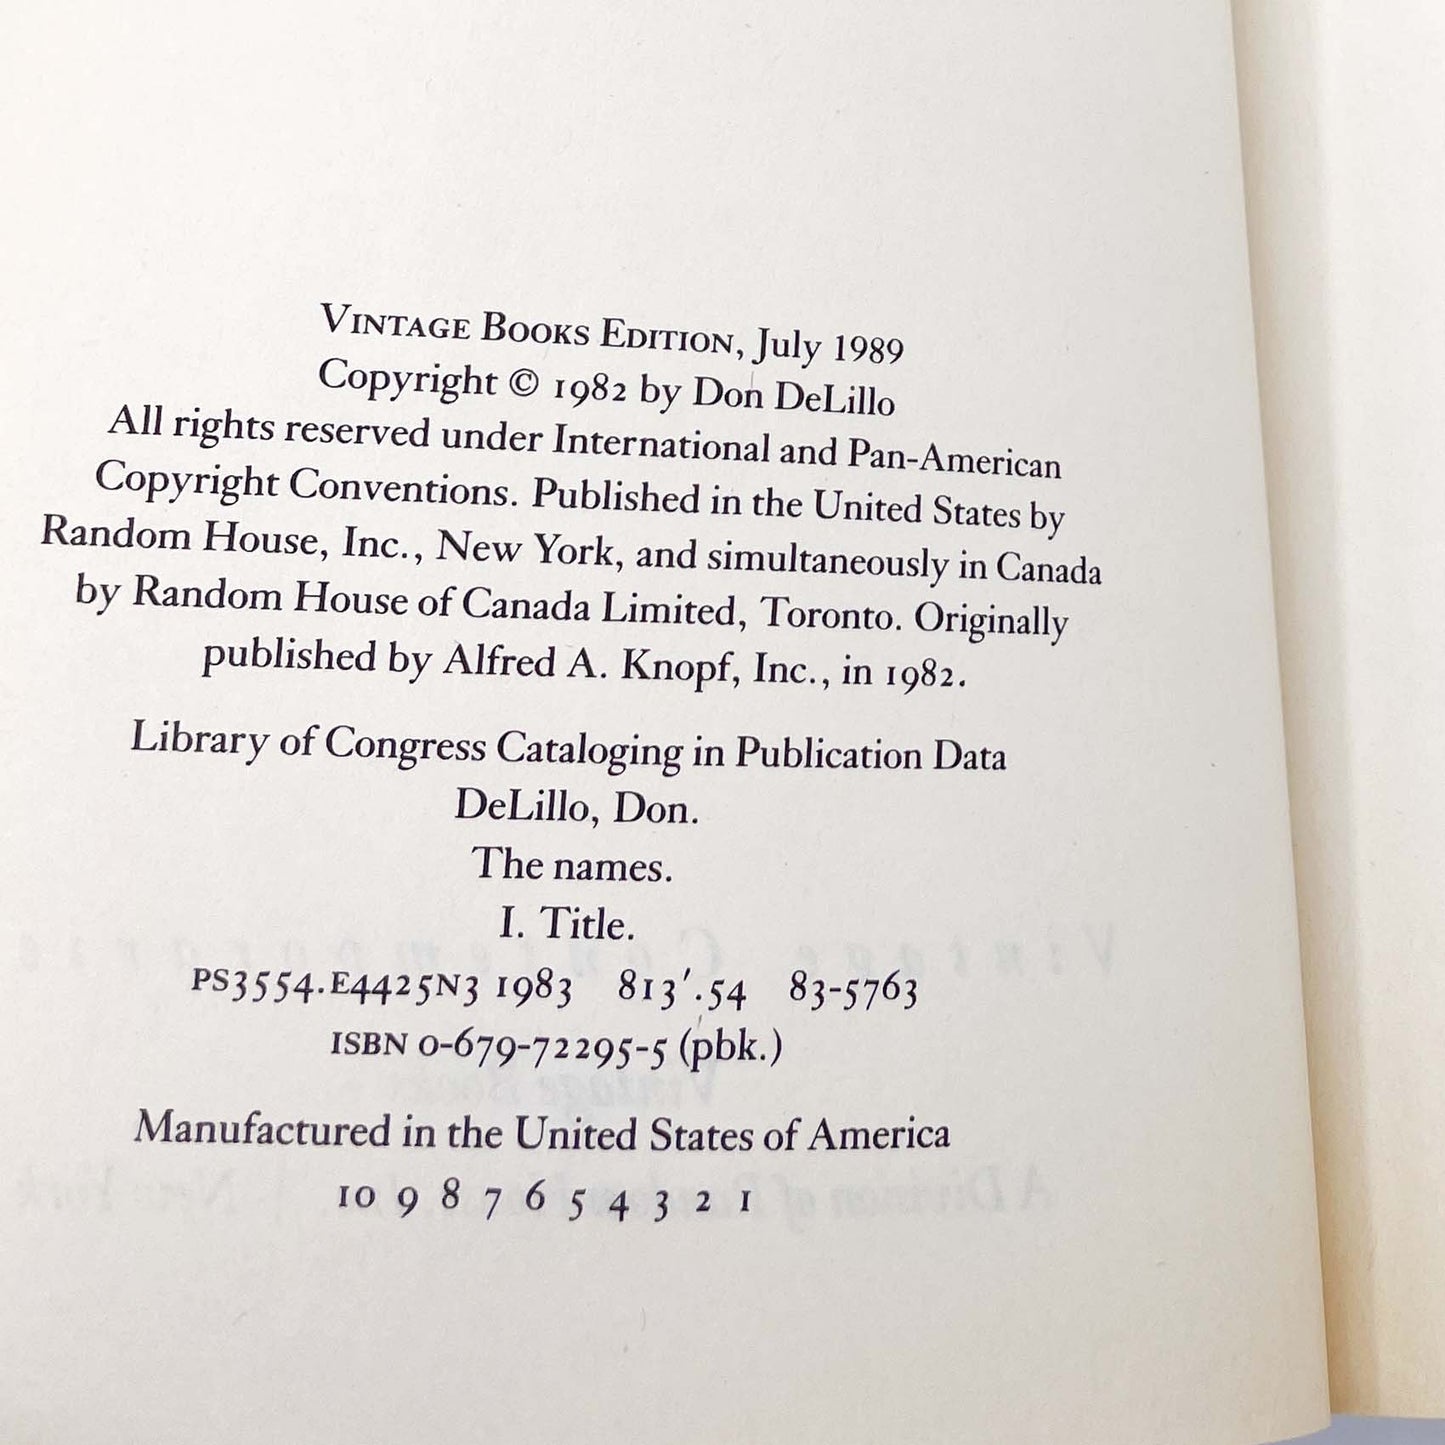 VINTAGE BOOKS EDITION, July 1989
Copyright © 1982 by Don DeLillo
All rights reserved under International and Pan-American
Copyright Conventions. Published in the United States by
Random House, Inc., New York, and simultaneously in Canada
by Random House of Canada Limited, Toronto. Originally
published by Alfred A. Knopf, Inc., in 1982.
Library of Congress Cataloging in Publication Data
DeLillo, Don.
The names.
I. Title.
PS3554.E4425N3 1983 813'.54 83-5763
ISBN 0-679-72295-5 (pbk.)
Manufactured in the United States of America
10 9 8 7 6 5 4 3 2 1